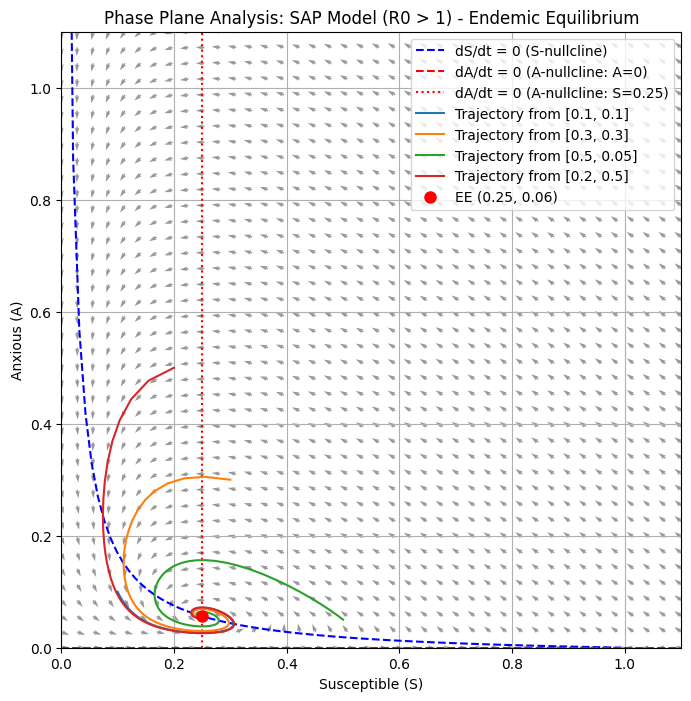 Phase Plane Analysis: SAP Model (R0 > 1) - Endemic Equilibrium
dS/dt = 0 (S-nullcline)
dA/dt = 0 (A-nullcline: A=0)
dA/dt = 0 (A-nullcline: S=0.25)
Trajectory from [0.1, 0.1]
Trajectory from [0.3, 0.3]
Trajectory from [0.5, 0.05]
Trajectory from [0.2, 0.5]
EE (0.25, 0.06)
Anxious (A)
1.0
0.8
0.6
0.4
0.2
0.0
0.0 0.2 0.4 0.6 0.8 1.0
Susceptible (S)